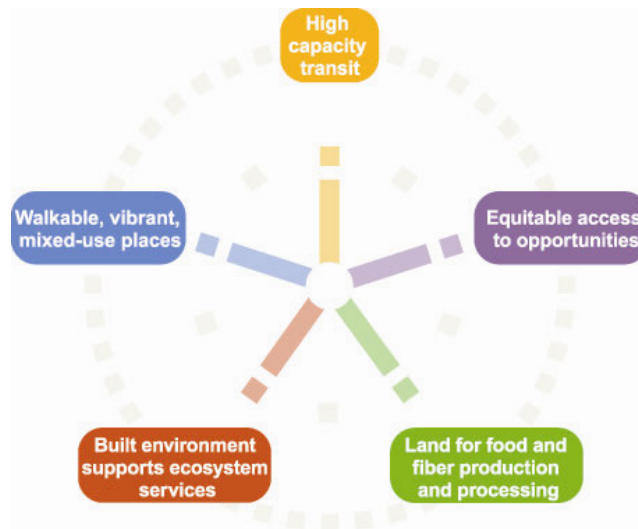 High
capacity
transit
Walkable, vibrant,
mixed-use places
Equitable access
to opportunities
Built environment
supports ecosystem
services
Land for food and
fiber production
and processing